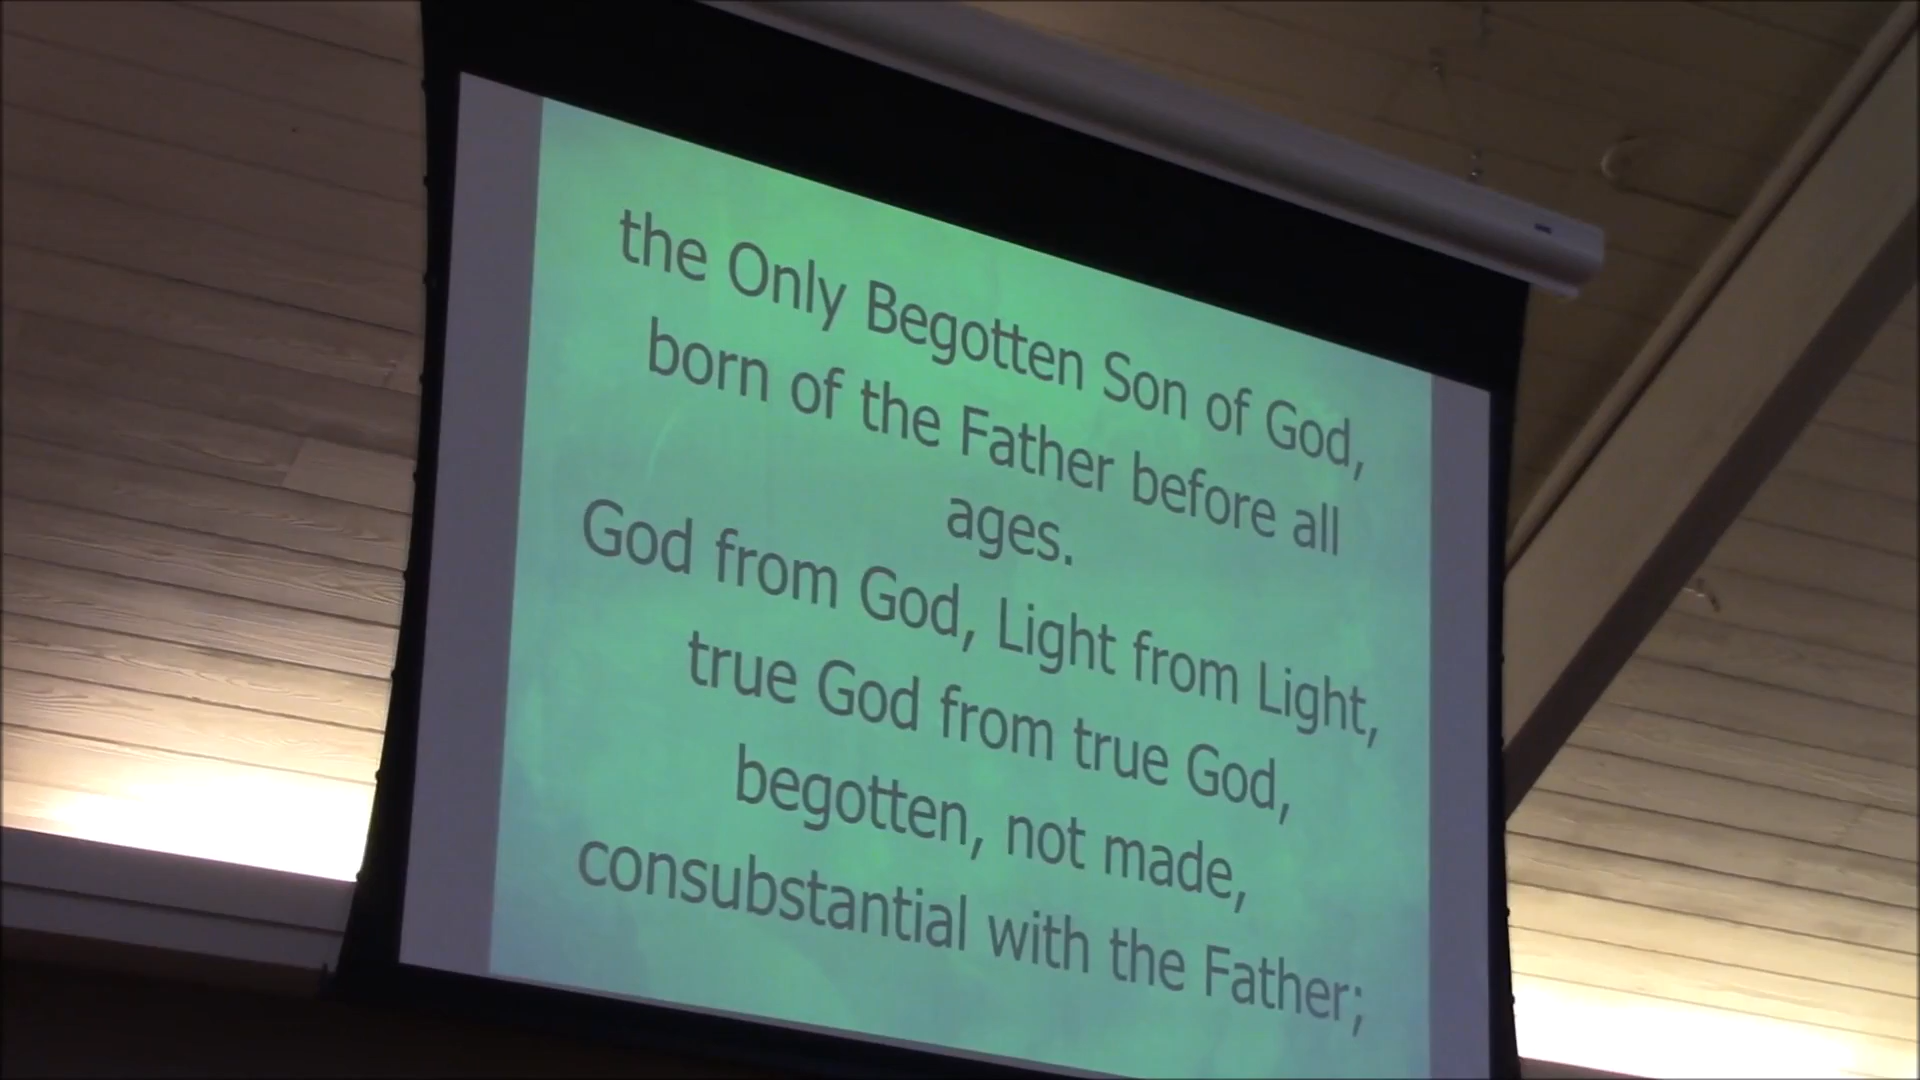 the Only Begotten Son of God,
born of the Father before all
ages.
God from God, Light from Light,
true God from true God,
begotten, not made,
consubstantial with the Father;